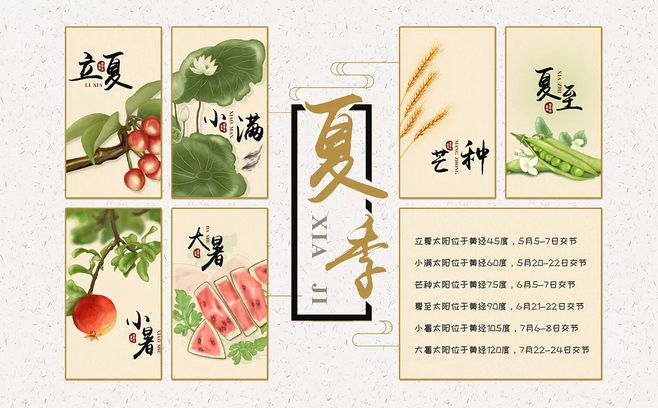 立夏
LI XIA
小满
XIAO MAN
夏季
XIA JI
芒种
MANG ZHONG
夏至
XIA ZHI
小暑
XIAO SHU
大暑
DA SHU
立夏太阳位于黄经45度，5月5-7日交节
小满太阳位于黄经60度，5月20-22日交节
芒种太阳位于黄经75度，6月5-7日交节
夏至太阳位于黄经90度，6月21-22日交节
小暑太阳位于黄经105度，7月6-8日交节
大暑太阳位于黄经120度，7月22-24日交节